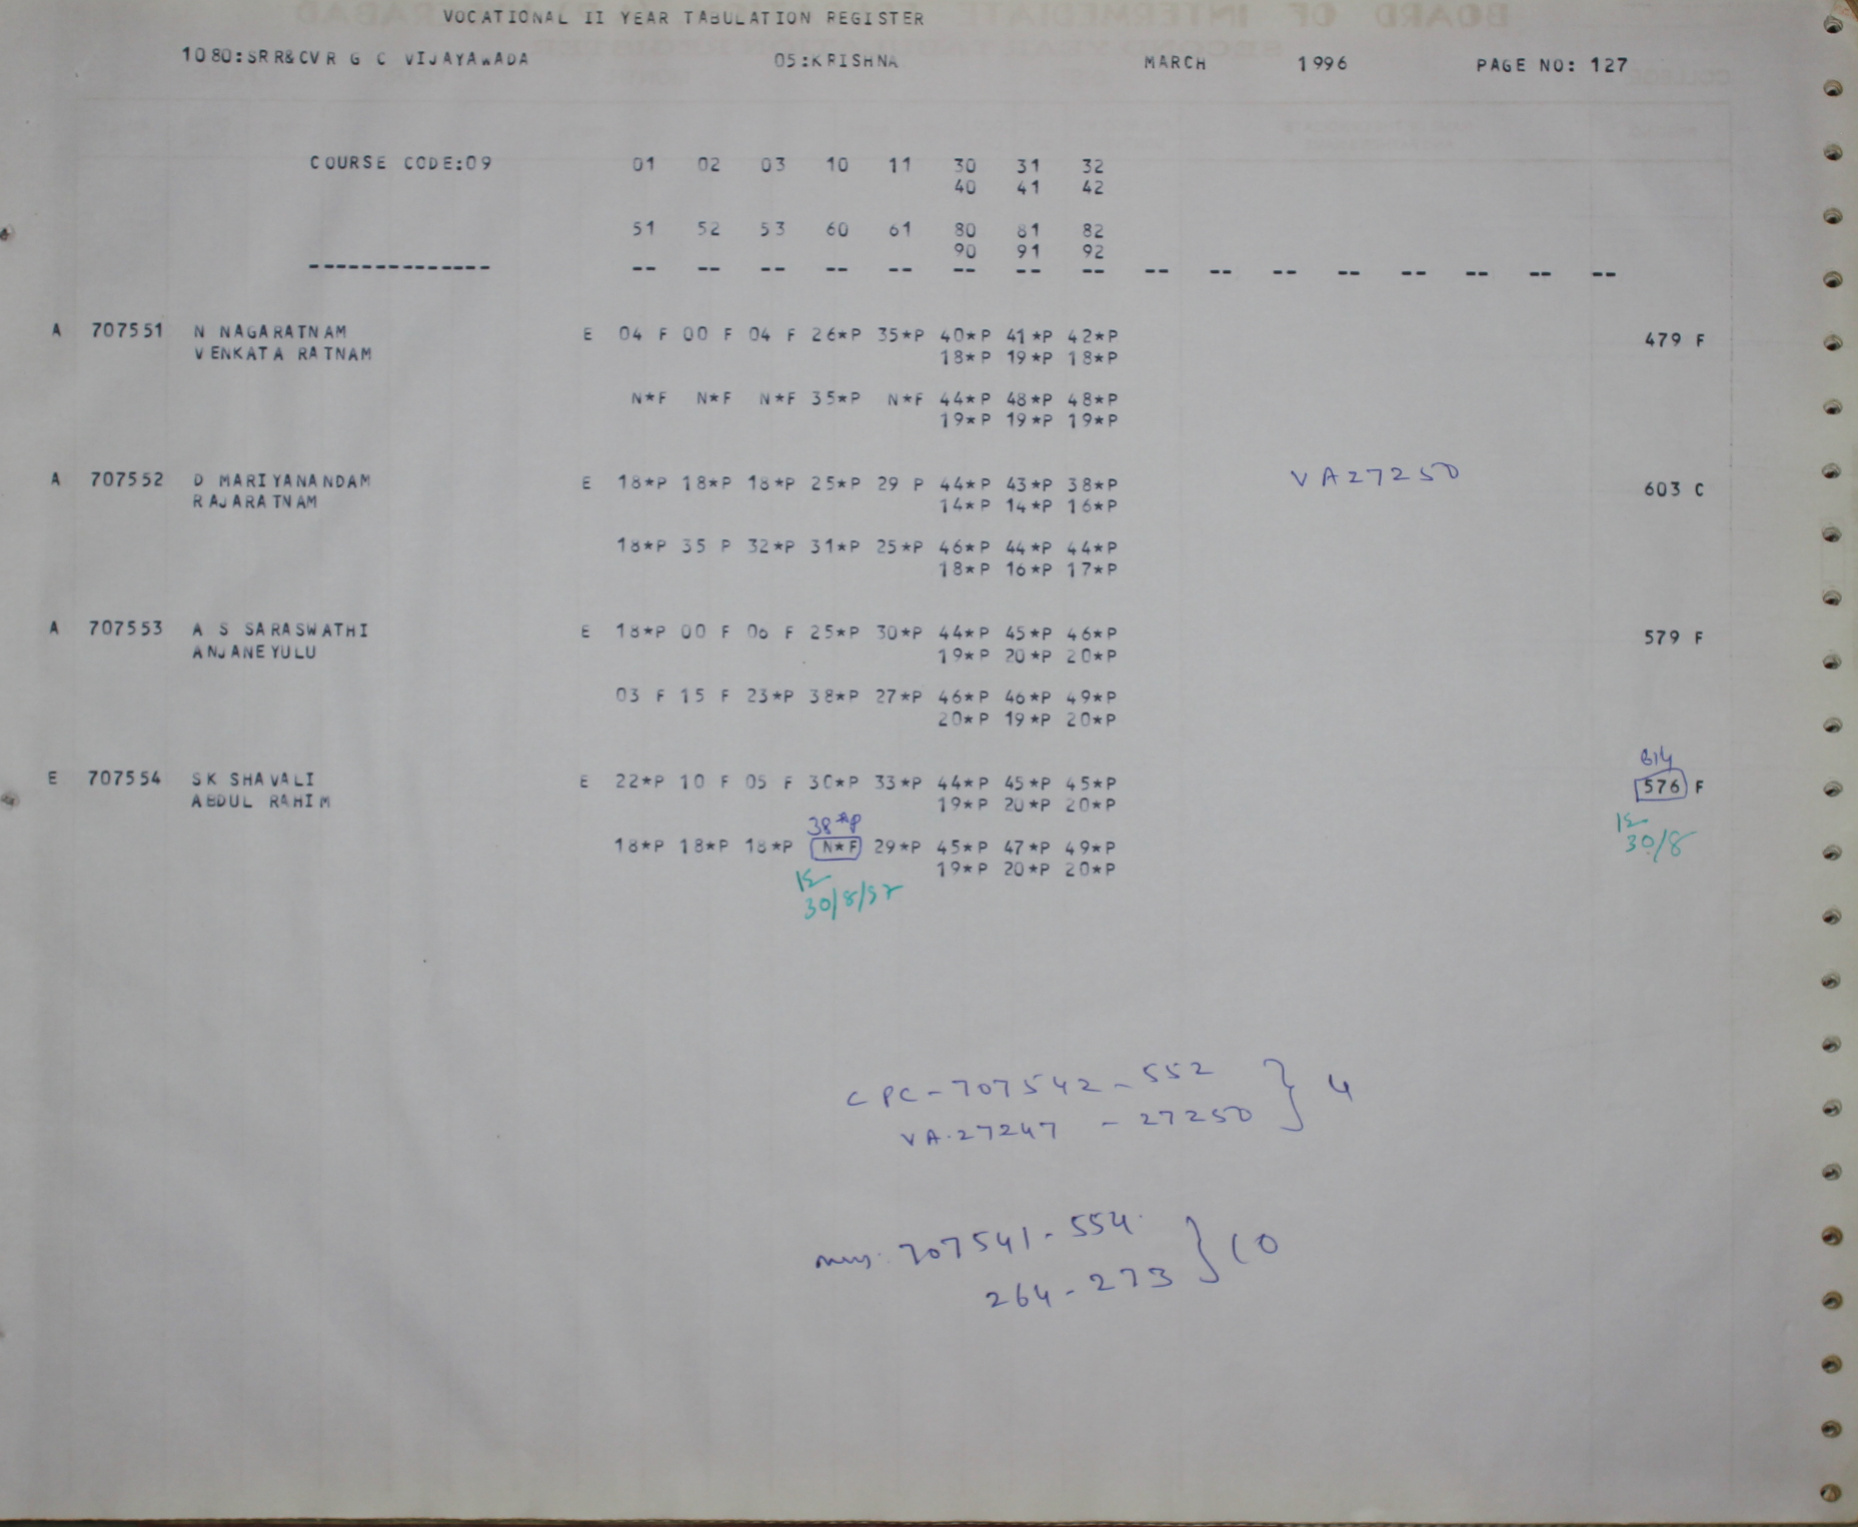 VOCATIONAL II YEAR TABULATION REGISTER
1080:SRR&CVR G C VIJAYAWADA 05:KRISHNA MARCH 1996 PAGE NO: 127
COURSE CODE:09 01 02 03 10 11 30 31 32
40 41 42
51 52 53 60 61 80 81 82
90 91 92
-------------- -- -- -- -- -- -- -- -- -- -- -- -- -- -- -- --
A 707551 N NAGARATNAM E 04 F 00 F 04 F 26*P 35*P 40*P 41*P 42*P 479 F
VENKATA RATNAM 18*P 19*P 18*P
N*F N*F N*F 35*P N*F 44*P 48*P 48*P
19*P 19*P 19*P
A 707552 D MARIYANANDAM E 18*P 18*P 18*P 25*P 29 P 44*P 43*P 38*P VA27250 603 C
RAJARATNAM 14*P 14*P 16*P
18*P 35 P 32*P 31*P 25*P 46*P 44*P 44*P
18*P 16*P 17*P
A 707553 A S SARASWATHI E 18*P 00 F 06 F 25*P 30*P 44*P 45*P 46*P 579 F
ANJANEYULU 19*P 20*P 20*P
03 F 15 F 23*P 38*P 27*P 46*P 46*P 49*P
20*P 19*P 20*P
614
E 707554 SK SHAVALI E 22*P 10 F 05 F 30*P 33*P 44*P 45*P 45*P 576 F
ABDUL RAHIM 19*P 20*P 20*P
38*P
30/8
18*P 18*P 18*P N*F 29*P 45*P 47*P 49*P
19*P 20*P 20*P
30/8/97
CPC-707542-552 } 4
VA.27247 - 27250
707541-554 } 10
264-273